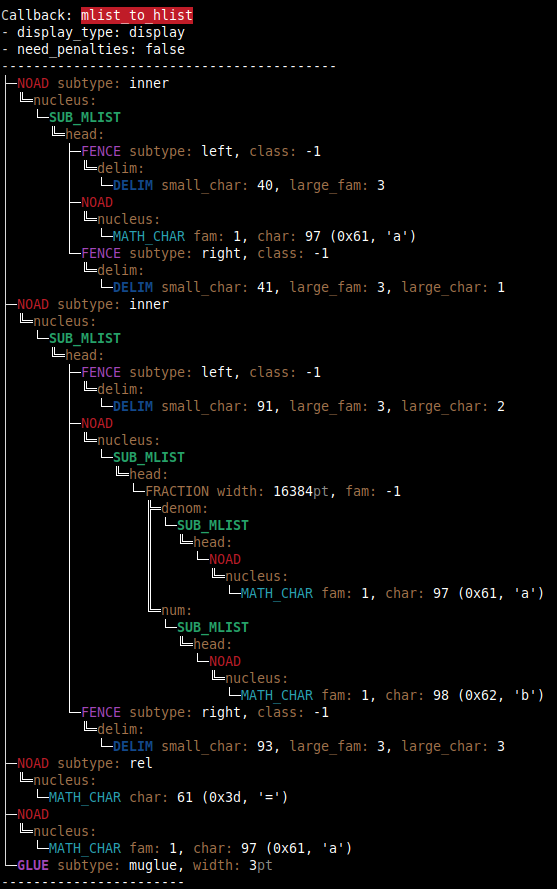 Callback: mlist_to_hlist
- display_type: display
- need_penalties: false
------------------------------------------
├─NOAD subtype: inner
│ ╚═nucleus:
│   └─SUB_MLIST
│     ╚═head:
│       ├─FENCE subtype: left, class: -1
│       │ ╚═delim:
│       │   └─DELIM small_char: 40, large_fam: 3
│       ├─NOAD
│       │ ╚═nucleus:
│       │   └─MATH_CHAR fam: 1, char: 97 (0x61, 'a')
│       └─FENCE subtype: right, class: -1
│         ╚═delim:
│           └─DELIM small_char: 41, large_fam: 3, large_char: 1
├─NOAD subtype: inner
│ ╚═nucleus:
│   └─SUB_MLIST
│     ╚═head:
│       ├─FENCE subtype: left, class: -1
│       │ ╚═delim:
│       │   └─DELIM small_char: 91, large_fam: 3, large_char: 2
│       ├─NOAD
│       │ ╚═nucleus:
│       │   └─SUB_MLIST
│       │     ╚═head:
│       │       └─FRACTION width: 16384pt, fam: -1
│       │         ╠═denom:
│       │         ║ └─SUB_MLIST
│       │         ║   ╚═head:
│       │         ║     └─NOAD
│       │         ║       ╚═nucleus:
│       │         ║         └─MATH_CHAR fam: 1, char: 97 (0x61, 'a')
│       │         ╚═num:
│       │           └─SUB_MLIST
│       │             ╚═head:
│       │               └─NOAD
│       │                 ╚═nucleus:
│       │                   └─MATH_CHAR fam: 1, char: 98 (0x62, 'b')
│       └─FENCE subtype: right, class: -1
│         ╚═delim:
│           └─DELIM small_char: 93, large_fam: 3, large_char: 3
├─NOAD subtype: rel
│ ╚═nucleus:
│   └─MATH_CHAR char: 61 (0x3d, '=')
├─NOAD
│ ╚═nucleus:
│   └─MATH_CHAR fam: 1, char: 97 (0x61, 'a')
└─GLUE subtype: muglue, width: 3pt
-----------------------